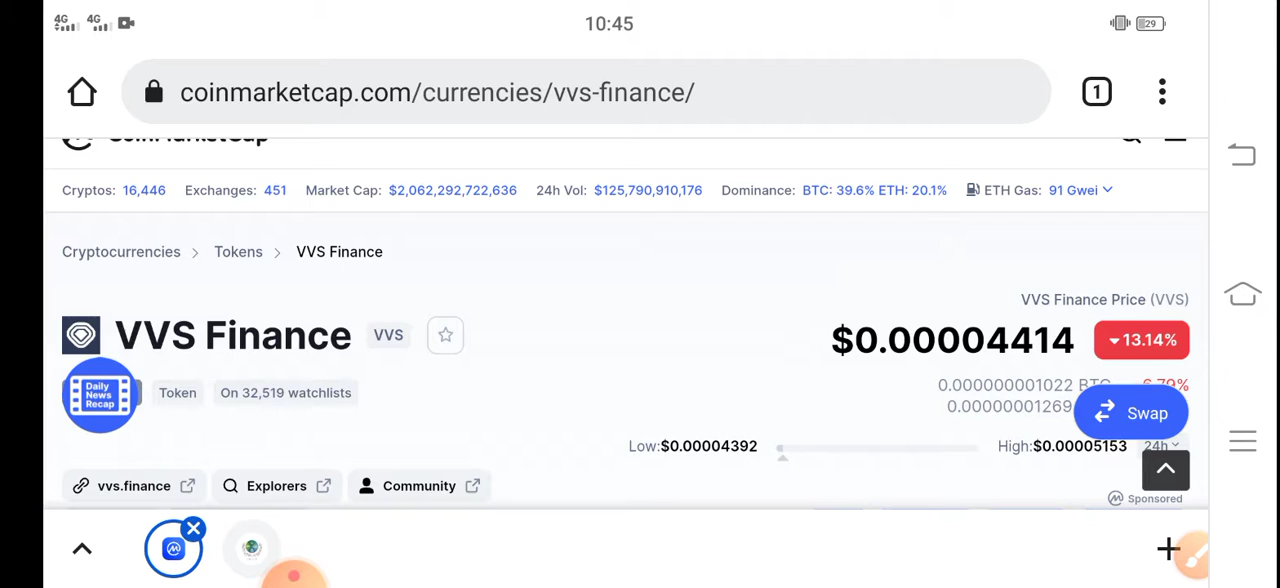 4G 4G 10:45 29
coinmarketcap.com/currencies/vvs-finance/ 1
CoinMarketCap
Cryptos: 16,446 Exchanges: 451 Market Cap: $2,062,292,722,636 24h Vol: $125,790,910,176 Dominance: BTC: 39.6% ETH: 20.1% ETH Gas: 91 Gwei
Cryptocurrencies Tokens VVS Finance
VVS Finance Price (VVS)
VVS Finance VVS $0.00004414 13.14%
Daily News Recap Token On 32,519 watchlists 0.000000001022 BTC 6.79%
0.00000001269
Swap
Low:$0.00004392 High:$0.00005153 24h
vvs.finance Explorers Community
Sponsored